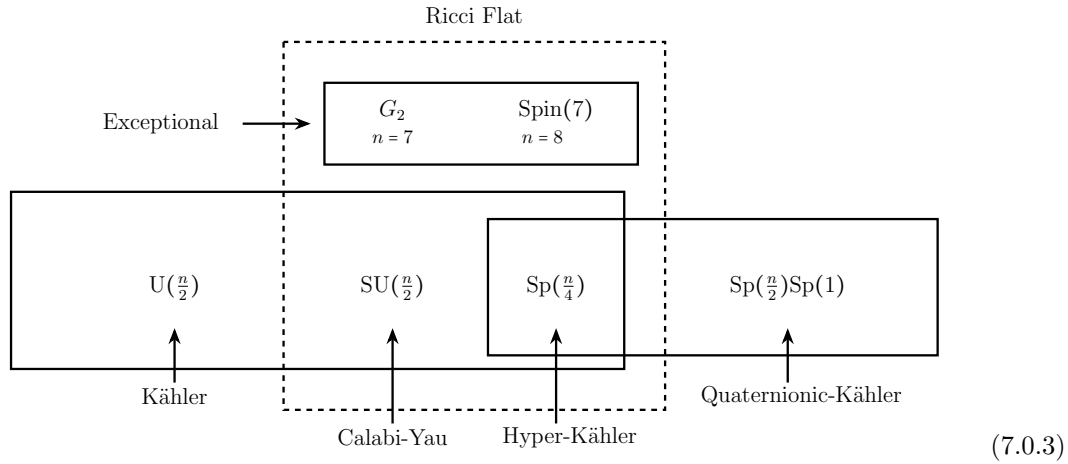 Ricci Flat
Exceptional
G₂ Spin(7)
n = 7 n = 8
U(n/2) SU(n/2) Sp(n/4) Sp(n/2)Sp(1)
Kähler
Quaternionic-Kähler
Calabi-Yau
Hyper-Kähler
(7.0.3)